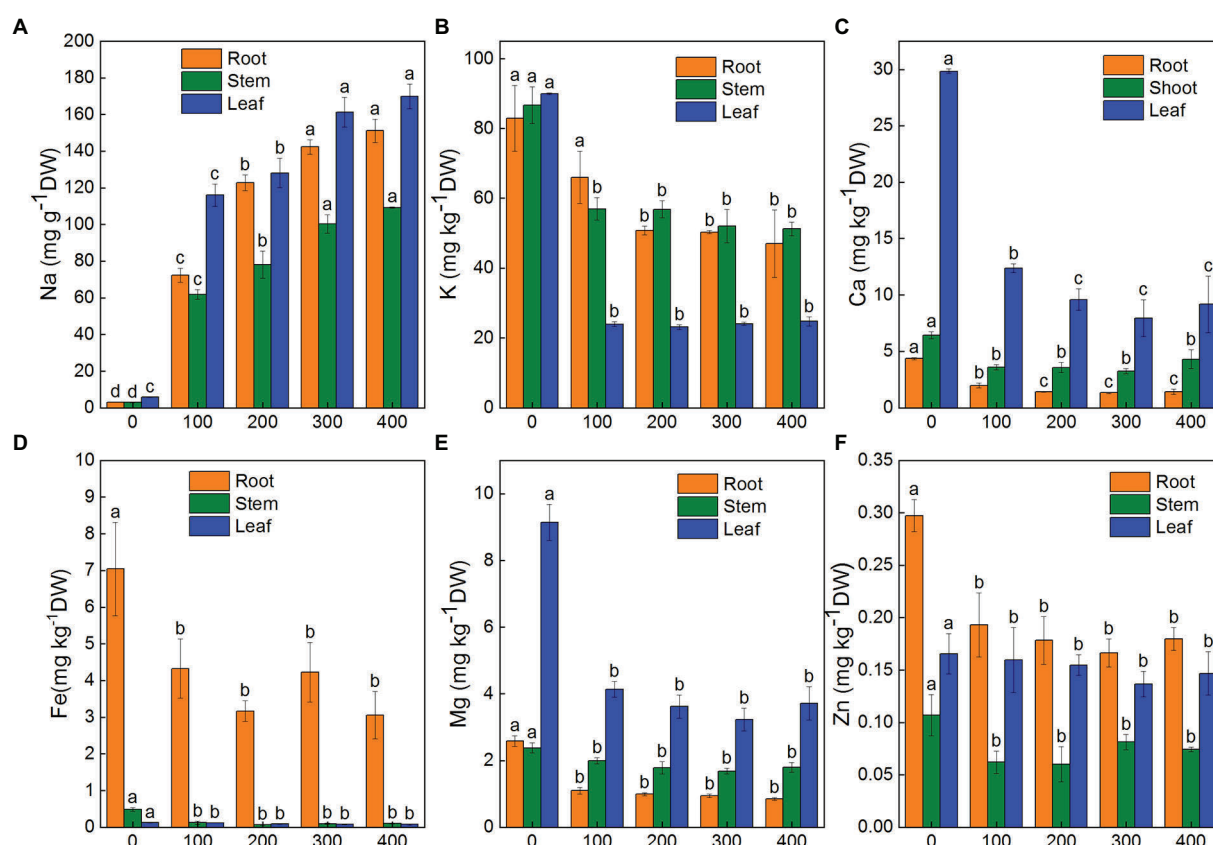 A
Na (mg g⁻¹DW)
200
180
160
140
120
100
80
60
40
20
0
Root
Stem
Leaf
d d c
c c c
b b b
a a a
a a a
0 100 200 300 400
B
K (mg kg⁻¹DW)
100
80
60
40
20
0
Root
Stem
Leaf
a a a
a b b
b b b
b b b
b b b
0 100 200 300 400
C
Ca (mg kg⁻¹DW)
30
25
20
15
10
5
0
Root
Shoot
Leaf
a a a
b b b
c b c
c b c
c b c
0 100 200 300 400
D
Fe(mg kg⁻¹DW)
10
9
8
7
6
5
4
3
2
1
0
Root
Stem
Leaf
a a a
b b b
b b b
b b b
b b b
0 100 200 300 400
E
Mg (mg kg⁻¹DW)
10
8
6
4
2
0
Root
Stem
Leaf
a a a
b b b
b b b
b b b
b b b
0 100 200 300 400
F
Zn (mg kg⁻¹DW)
0.35
0.30
0.25
0.20
0.15
0.10
0.05
0.00
Root
Stem
Leaf
a a a
b b b
b b b
b b b
b b b
0 100 200 300 400